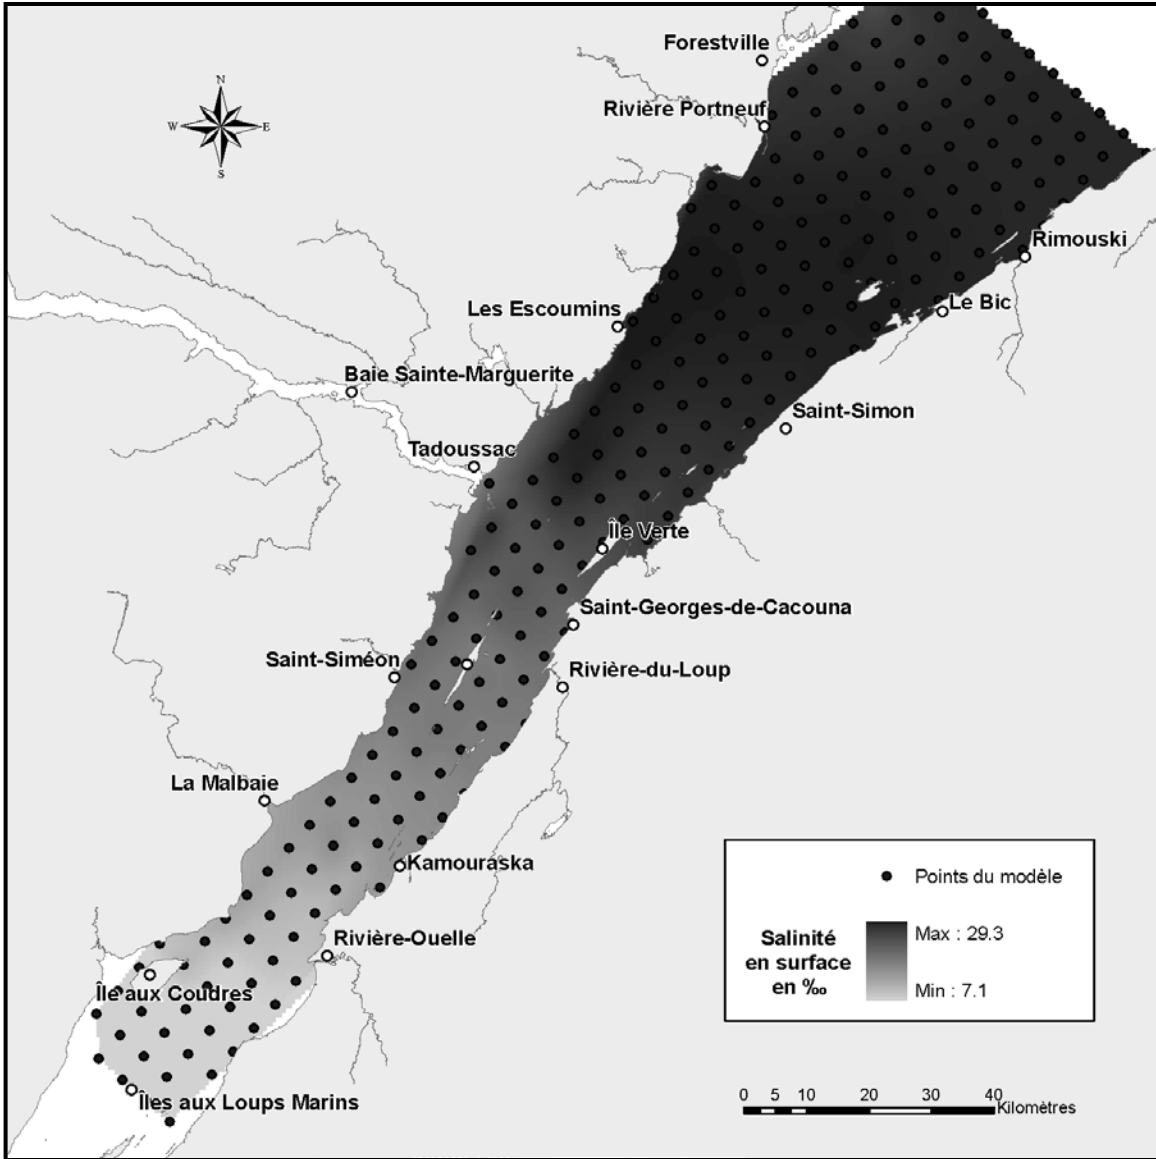 Forestville
N
Rivière Portneuf
W
E
S
Rimouski
Les Escoumins
Le Bic
Baie Sainte-Marguerite
Saint-Simon
Tadoussac
Île Verte
Saint-Georges-de-Cacouna
Saint-Siméon
Rivière-du-Loup
La Malbaie
Kamouraska
Points du modèle
Rivière-Ouelle
Salinité
en surface
en ‰
Max : 29.3
Min : 7.1
Île aux Coudres
Îles aux Loups Marins
0 5 10 20 30 40
Kilomètres